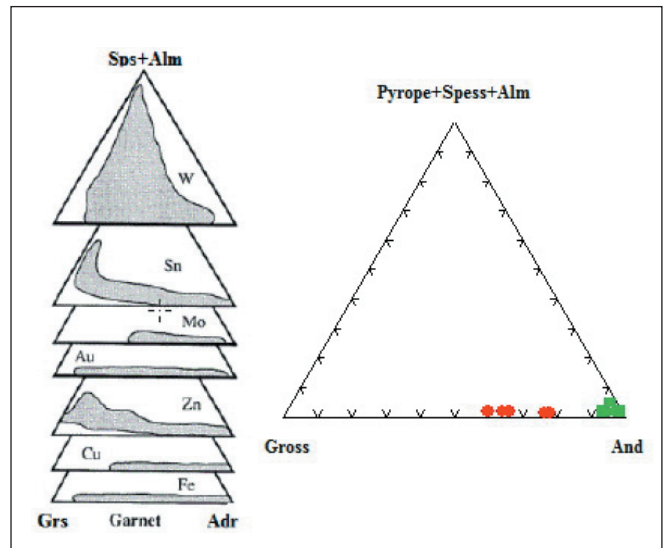 Sps+Alm
W
Sn
Mo
Au
Zn
Cu
Fe
Grs Garnet Adr
Pyrope+Spess+Alm
Gross And